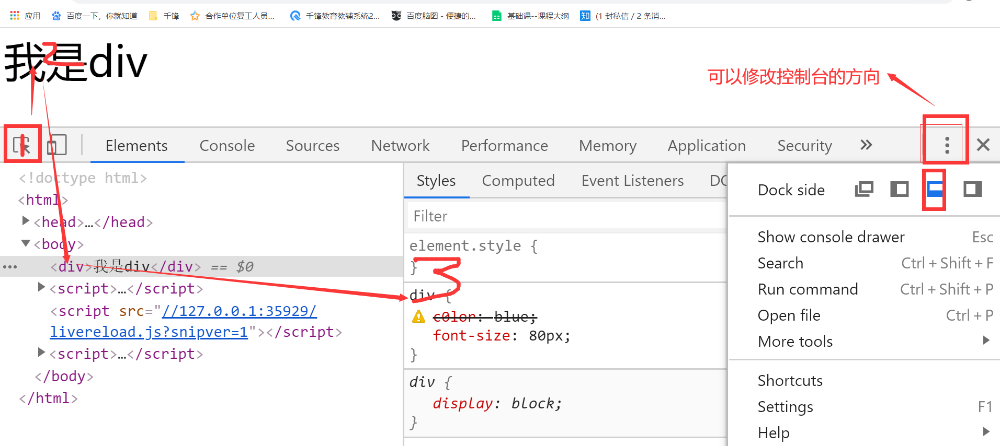 应用 百度一下，你就知道 千锋 合作单位复工人员... 千锋教育教辅系统2... 百度脑图 - 便捷的... 基础课--课程大纲 知 (1 封私信 / 2 条消...
我是div
2
可以修改控制台的方向
1
Elements Console Sources Network Performance Memory Application Security »
<!doctype html>
<html>
<head>…</head>
<body>
<div>我是div</div> == $0
<script>…</script>
<script src="//127.0.0.1:35929/
livereload.js?snipver=1"></script>
<script>…</script>
</body>
</html>
Styles Computed Event Listeners DO
Filter
element.style {
}
3
div {
c0lor: blue;
font-size: 80px;
}
div {
display: block;
}
Dock side
Show console drawer Esc
Search Ctrl + Shift + F
Run command Ctrl + Shift + P
Open file Ctrl + P
More tools
Shortcuts
Settings F1
Help